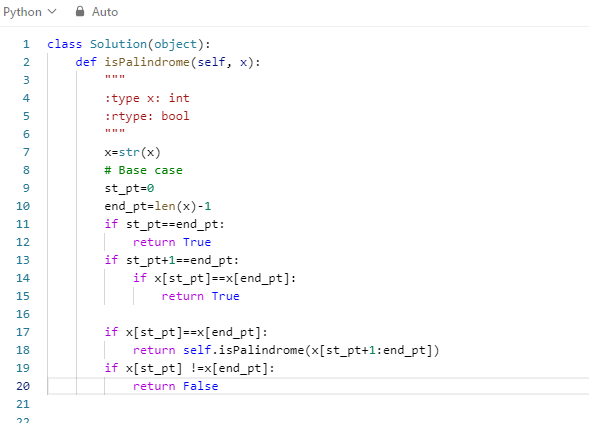 Python Auto
1 class Solution(object):
2     def isPalindrome(self, x):
3         """
4         :type x: int
5         :rtype: bool
6         """
7         x=str(x)
8         # Base case
9         st_pt=0
10         end_pt=len(x)-1
11         if st_pt==end_pt:
12             return True
13         if st_pt+1==end_pt:
14             if x[st_pt]==x[end_pt]:
15                 return True
16
17         if x[st_pt]==x[end_pt]:
18             return self.isPalindrome(x[st_pt+1:end_pt])
19         if x[st_pt] !=x[end_pt]:
20             return False
21
22